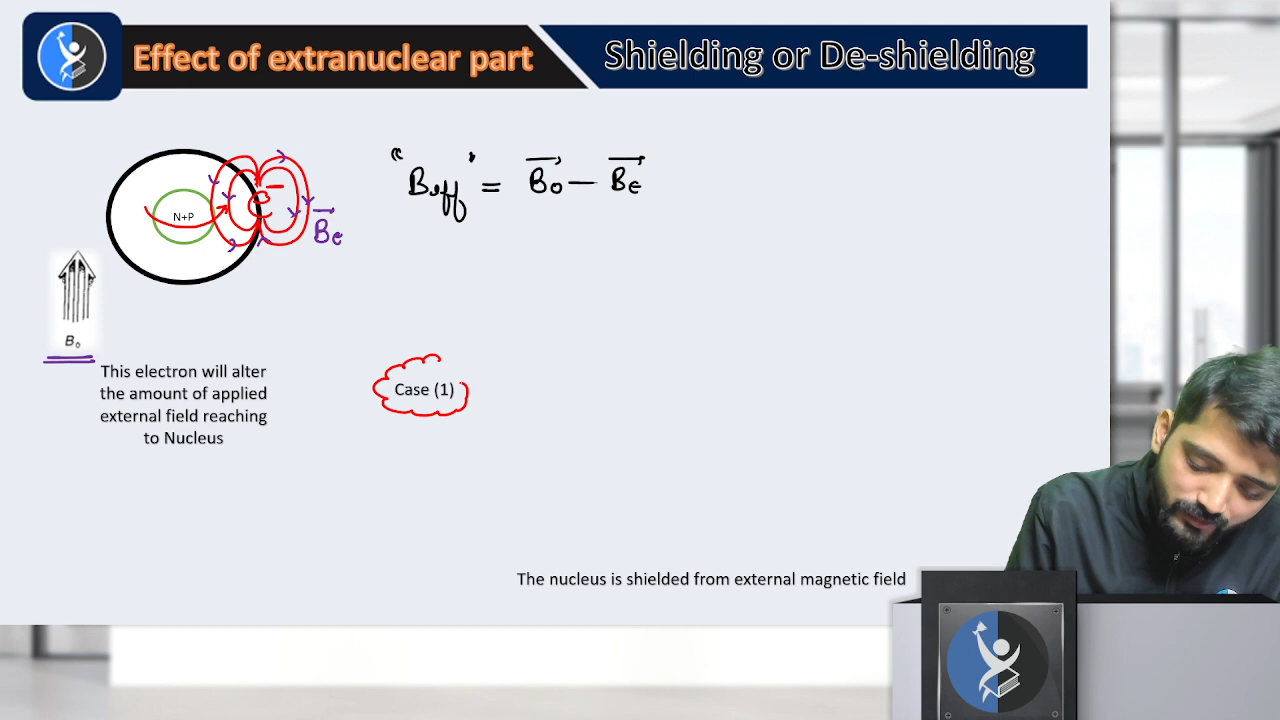 Effect of extranuclear part
Shielding or De-shielding
N+P
e⁻
Be
"Beff" = B0 – Be
B0
This electron will alter
the amount of applied
external field reaching
to Nucleus
Case (1)
The nucleus is shielded from external magnetic field